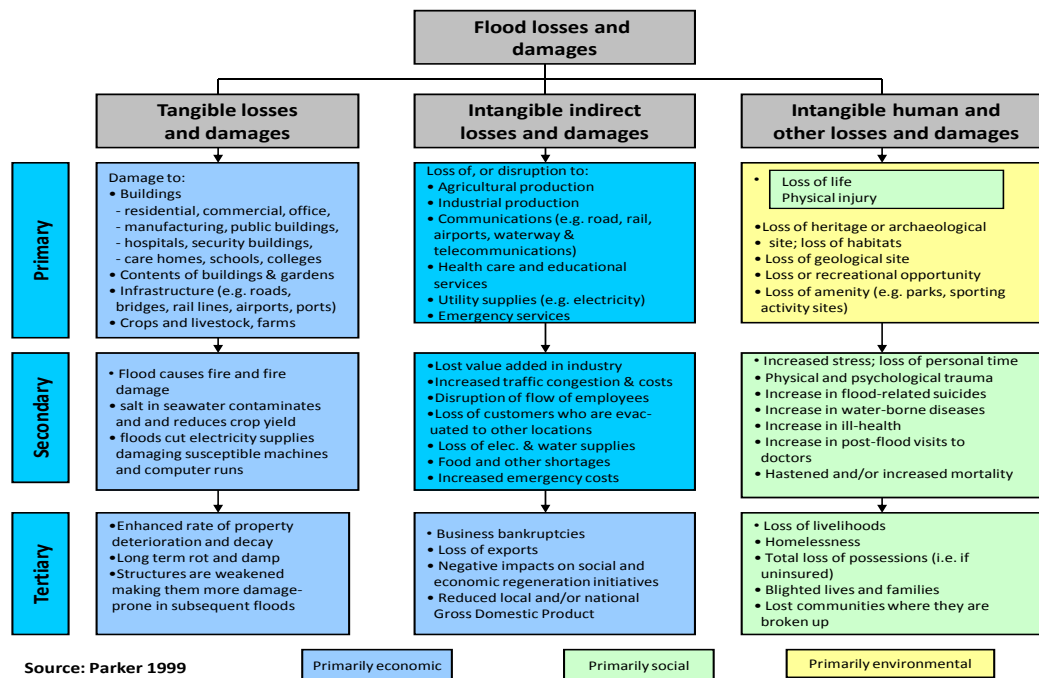 Flood losses and
damages
Tangible losses
and damages
Intangible indirect
losses and damages
Intangible human and
other losses and damages
Primary
Damage to:
• Buildings
- residential, commercial, office,
- manufacturing, public buildings,
- hospitals, security buildings,
- care homes, schools, colleges
• Contents of buildings & gardens
• Infrastructure (e.g. roads,
bridges, rail lines, airports, ports)
• Crops and livestock, farms
Loss of, or disruption to:
• Agricultural production
• Industrial production
• Communications (e.g. road, rail,
airports, waterway &
telecommunications)
• Health care and educational
services
• Utility supplies (e.g. electricity)
• Emergency services
• Loss of life
Physical injury
•Loss of heritage or archaeological
• site; loss of habitats
• Loss of geological site
• Loss or recreational opportunity
• Loss of amenity (e.g. parks, sporting
activity sites)
Secondary
• Flood causes fire and fire
damage
• salt in seawater contaminates
and and reduces crop yield
• floods cut electricity supplies
damaging susceptible machines
and computer runs
•Lost value added in industry
•Increased traffic congestion & costs
•Disruption of flow of employees
•Loss of customers who are evac-
uated to other locations
• Loss of elec. & water supplies
• Food and other shortages
• Increased emergency costs
•Increased stress; loss of personal time
• Physical and psychological trauma
• Increase in flood-related suicides
• Increase in water-borne diseases
• Increase in ill-health
• Increase in post-flood visits to
doctors
• Hastened and/or increased mortality
Tertiary
•Enhanced rate of property
deterioration and decay
•Long term rot and damp
•Structures are weakened
making them more damage-
prone in subsequent floods
• Business bankruptcies
• Loss of exports
• Negative impacts on social and
economic regeneration initiatives
• Reduced local and/or national
Gross Domestic Product
• Loss of livelihoods
• Homelessness
• Total loss of possessions (i.e. if
uninsured)
• Blighted lives and families
• Lost communities where they are
broken up
Source: Parker 1999
Primarily economic
Primarily social
Primarily environmental